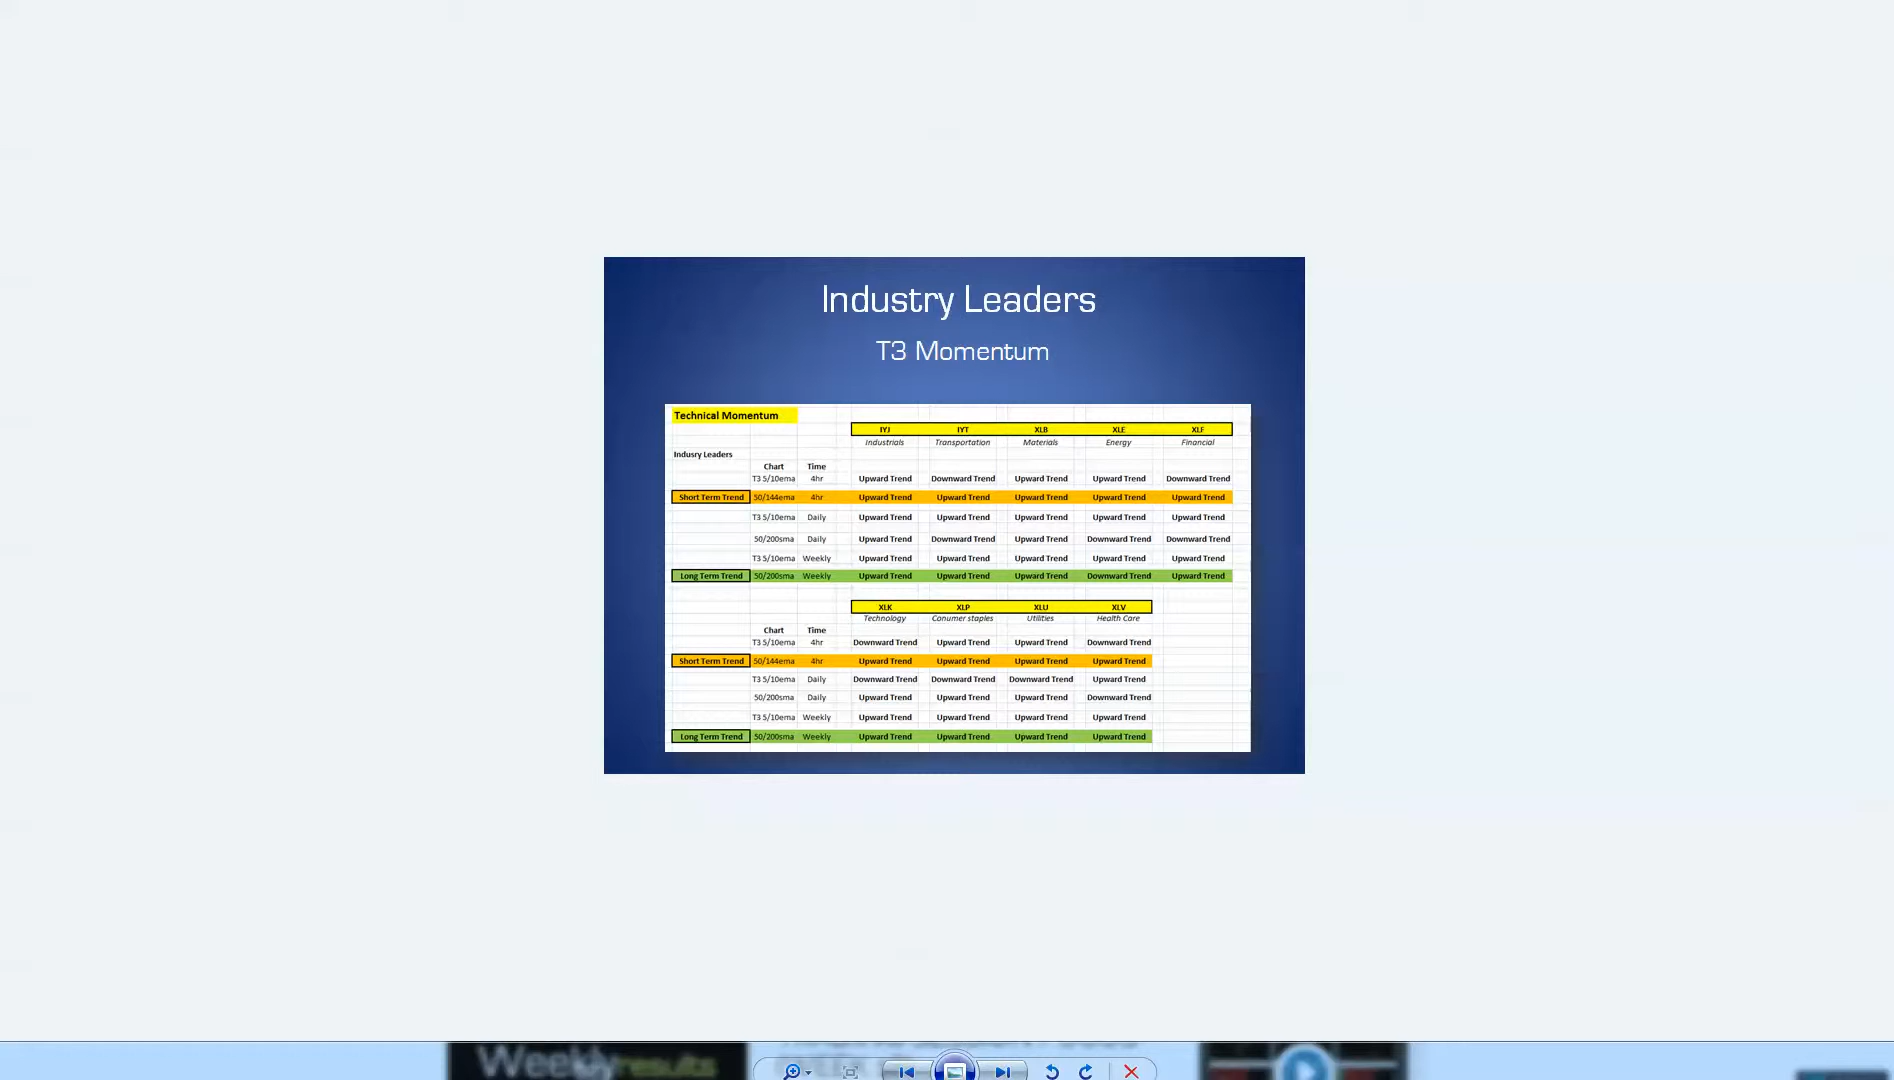 Industry Leaders
T3 Momentum
Technical Momentum
IYJ IYT XLB XLE XLF
Industrials Transportation Materials Energy Financial
Indusry Leaders
Chart Time
T3 5/10ema 4hr Upward Trend Downward Trend Upward Trend Upward Trend Downward Trend
Short Term Trend 50/144ema 4hr Upward Trend Upward Trend Upward Trend Upward Trend Upward Trend
T3 5/10ema Daily Upward Trend Upward Trend Upward Trend Upward Trend Upward Trend
50/200sma Daily Upward Trend Downward Trend Upward Trend Downward Trend Downward Trend
T3 5/10ema Weekly Upward Trend Upward Trend Upward Trend Upward Trend Upward Trend
Long Term Trend 50/200sma Weekly Upward Trend Upward Trend Upward Trend Downward Trend Upward Trend
XLK XLP XLU XLV
Technology Conumer staples Utilities Health Care
Chart Time
T3 5/10ema 4hr Downward Trend Upward Trend Upward Trend Downward Trend
Short Term Trend 50/144ema 4hr Upward Trend Upward Trend Upward Trend Upward Trend
T3 5/10ema Daily Downward Trend Downward Trend Downward Trend Upward Trend
50/200sma Daily Upward Trend Upward Trend Upward Trend Downward Trend
T3 5/10ema Weekly Upward Trend Upward Trend Upward Trend Upward Trend
Long Term Trend 50/200sma Weekly Upward Trend Upward Trend Upward Trend Upward Trend
Weeklyresults